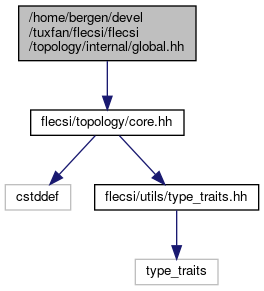 /home/bergen/devel
/tuxfan/flecsi/flecsi
/topology/internal/global.hh
flecsi/topology/core.hh
cstddef
flecsi/utils/type_traits.hh
type_traits